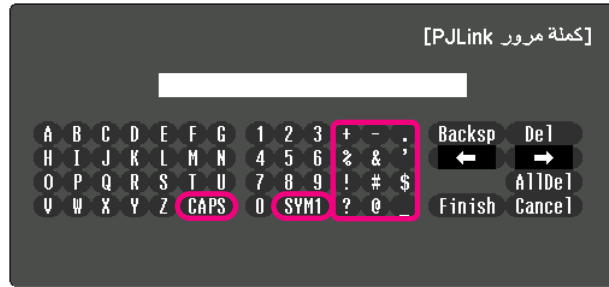 [كمئة مرور PJLink]
A B C D E F G 1 2 3 + - . Backsp Del
H I J K L M N 4 5 6 % & ' ← →
O P Q R S T U 7 8 9 ! # $ AllDel
V W X Y Z CAPS 0 SYM1 ? @ _ Finish Cancel